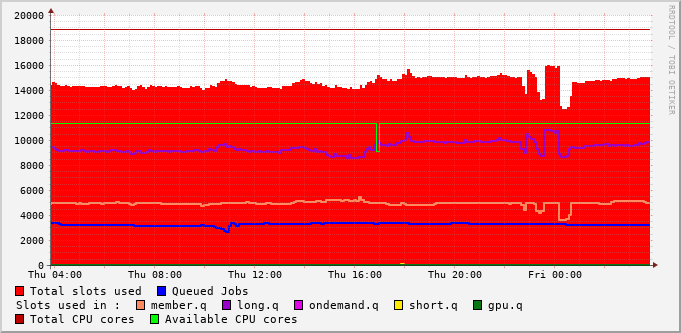 20000
18000
16000
14000
12000
10000
8000
6000
4000
2000
0
Thu 04:00 Thu 08:00 Thu 12:00 Thu 16:00 Thu 20:00 Fri 00:00
RRDTOOL / TOBI OETIKER
Total slots used Queued Jobs
Slots used in : member.q long.q ondemand.q short.q gpu.q
Total CPU cores Available CPU cores